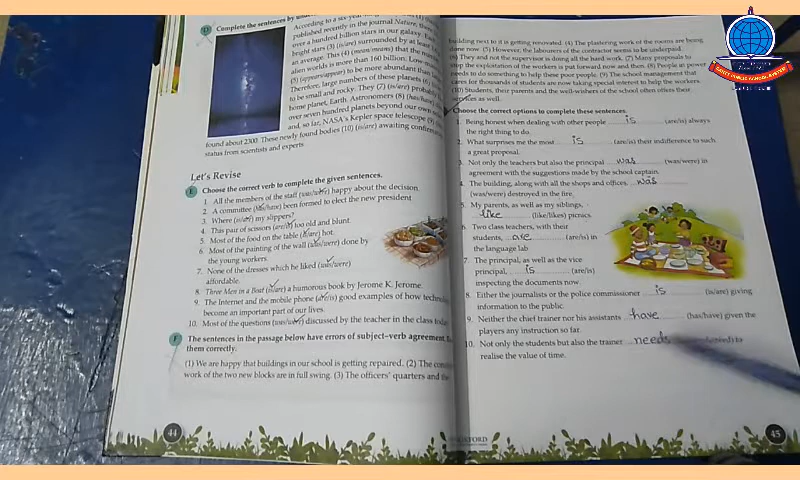 D Complete the sentences by
According to a six-year
published recently in the journal Nature,
over a hundred billion stars in our galaxy.
bright stars (3) (is/are) surrounded by at least
an average. This (4) (mean/means) that the
alien worlds is more than 160 billion. Low-
(5) (appears/appear) to be more abundant than
Therefore, large numbers of these planets (6)
to be small and rocky. They (7) (is/are)
home planet, Earth. Astronomers (8) (has/have)
over seven hundred planets beyond our own
and, so far, NASA's Kepler space telescope (9)
found about 2300. These newly found bodies (10) (is/are) awaiting confirmation
status from scientists and experts.
Let's Revise
E Choose the correct verb to complete the given sentences.
1. All the members of the staff (was/were) happy about the decision.
2. A committee (has/have) been formed to elect the new president.
3. Where (is/are) my slippers?
4. This pair of scissors (are/is) too old and blunt.
5. Most of the food on the table (is/are) hot.
6. Most of the painting of the wall (was/were) done by
the young workers.
7. None of the dresses which he liked (was/were)
affordable.
8. Three Men in a Boat (is/are) a humorous book by Jerome K. Jerome.
9. The Internet and the mobile phone (are/is) good examples of how
become an important part of our lives.
10. Most of the questions (was/were) discussed by the teacher in the class
F The sentences in the passage below have errors of subject–verb agreement.
them correctly.
(1) We are happy that buildings in our school is getting repaired. (2) The
work of the two new blocks are in full swing. (3) The officers' quarters and the
44
building next to it is getting renovated. (4) The plastering work of the rooms are being
done now. (5) However, the labourers of the contractor seems to be underpaid.
(6) They and not the supervisor is doing all the hard work. (7) Many proposals to
stop the exploitation of the workers is put forward now and then. (8) People in power
needs to do something to help these poor people. (9) The school management that
cares for thousands of students are now taking special interest to help the workers.
(10) Students, their parents and the well-wishers of the school often offers their
services as well.
Choose the correct options to complete these sentences.
1. Being honest when dealing with other people is (are/is) always
the right thing to do.
2. What surprises me the most is (are/is) their indifference to such
a great proposal.
3. Not only the teachers but also the principal was (was/were) in
agreement with the suggestions made by the school captain.
4. The building, along with all the shops and offices, was
(was/were) destroyed in the fire.
5. My parents, as well as my siblings,
like (like/likes) picnics.
6. Two class teachers, with their
students, are (are/is) in
the language lab.
7. The principal, as well as the vice
principal, is (is/are)
inspecting the documents now.
8. Either the journalists or the police commissioner is (is/are) giving
information to the public.
9. Neither the chief trainer nor his assistants have (has/have) given the
players any instruction so far.
10. Not only the students but also the trainer needs need) to
realise the value of time.
45